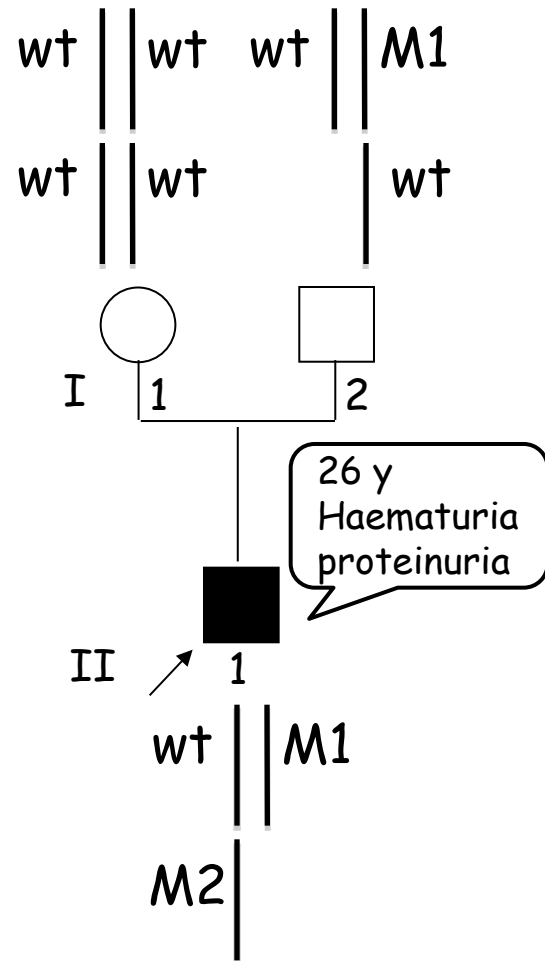 wt wt wt M1
wt wt wt
I 1 2
26 y
Haematuria
proteinuria
II 1
wt M1
M2